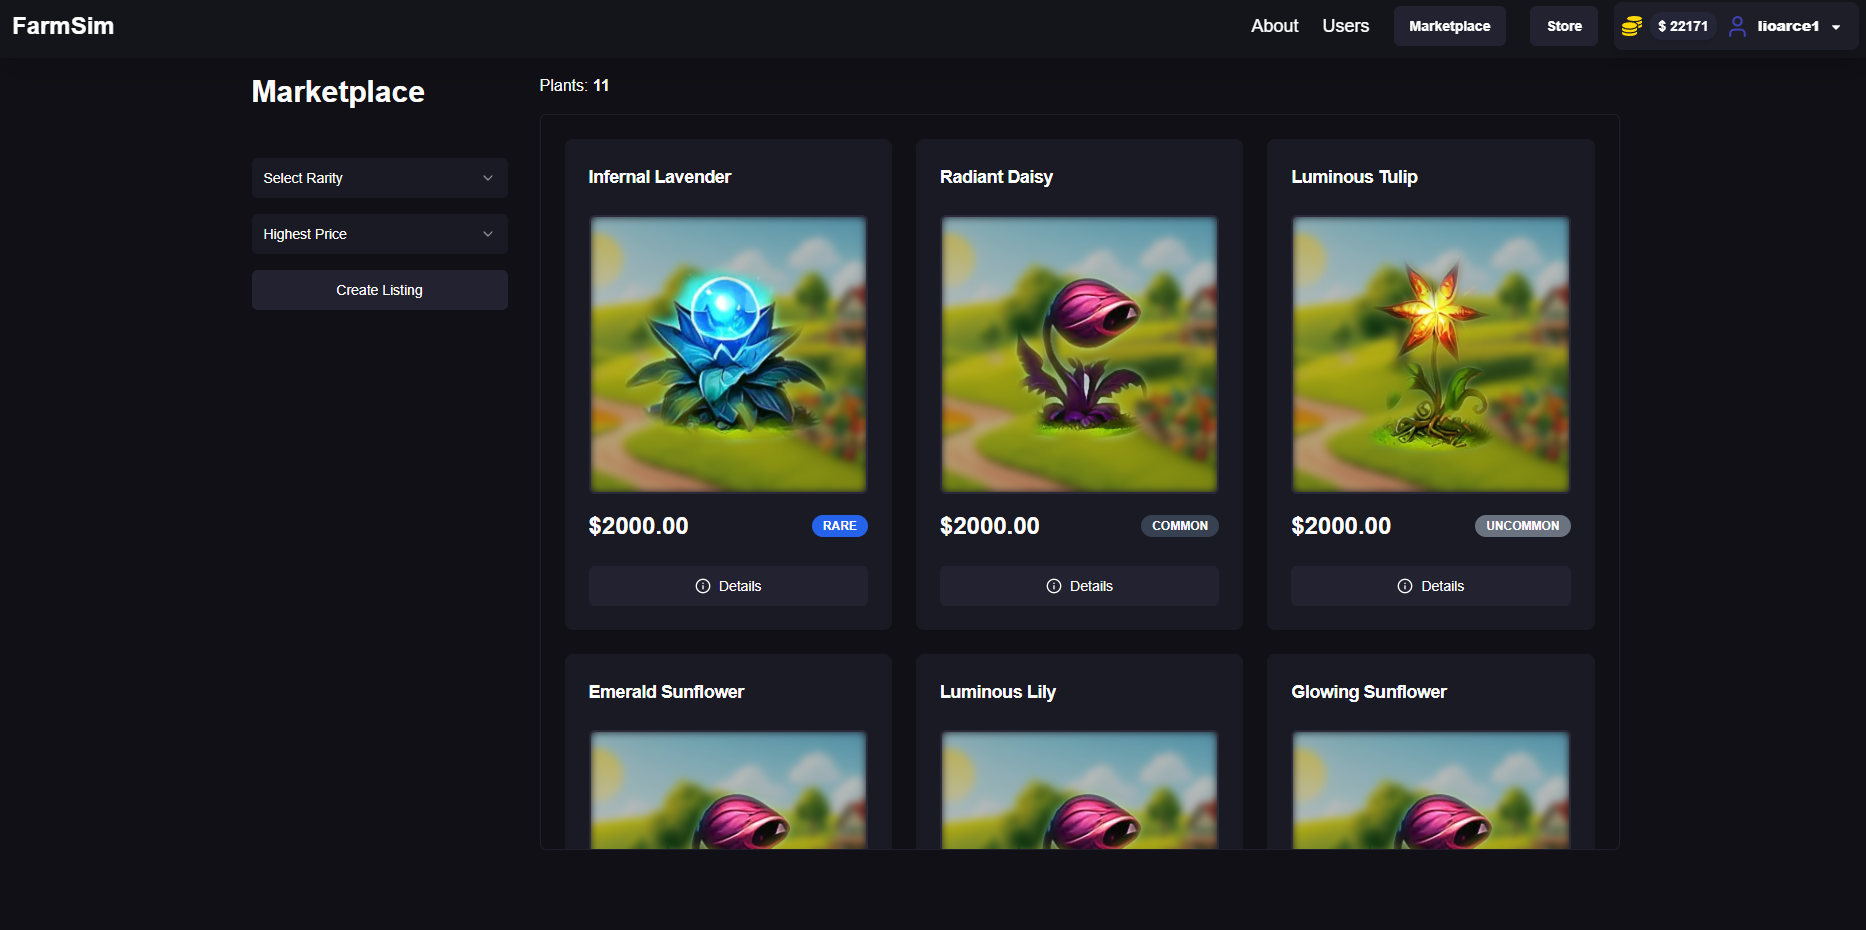 FarmSim
About
Users
Marketplace
Store
$ 22171
lioarce1
Marketplace
Select Rarity
Highest Price
Create Listing
Plants: 11
Infernal Lavender
$2000.00
RARE
Details
Radiant Daisy
$2000.00
COMMON
Details
Luminous Tulip
$2000.00
UNCOMMON
Details
Emerald Sunflower
Luminous Lily
Glowing Sunflower